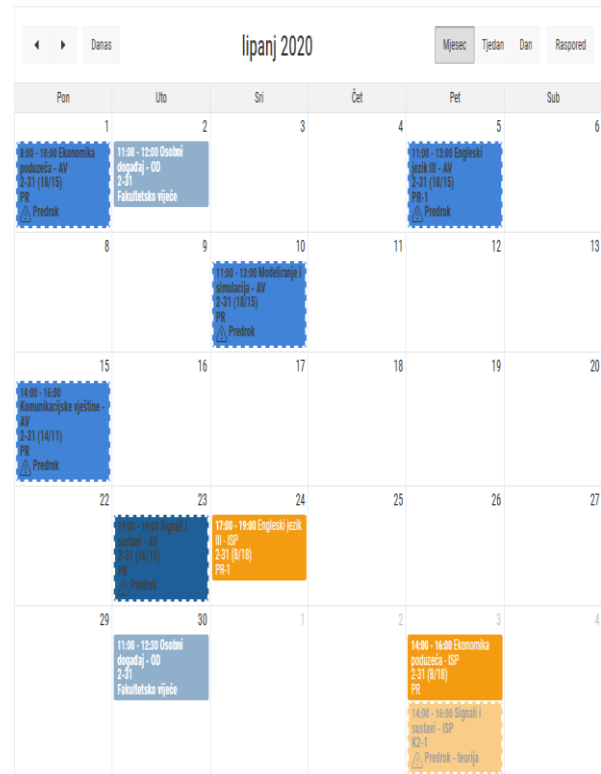 Danas
lipanj 2020
Mjesec Tjedan Dan Raspored
Pon Uto Sri Čet Pet Sub
1 2 3 4 5 6
8:00 - 10:00 Ekonomika
poduzeća - AV
2-31 (18/15)
PR
Predrok
11:00 - 12:00 Osobni
događaj - OD
2-31
Fakultetsko vijeće
11:00 - 13:00 Engleski
jezik III - AV
2-31 (18/15)
PR-1
Predrok
8 9 10 11 12 13
11:00 - 13:00 Modeliranje i
simulacija - AV
2-31 (18/15)
PR
Predrok
15 16 17 18 19 20
14:00 - 16:00
Komunikacijske vještine -
AV
2-31 (14/11)
PR
Predrok
22 23 24 25 26 27
17:00 - 19:00 Signali i
sustavi - AV
2-31 (16/15)
PR
Predrok
17:00 - 19:00 Engleski jezik
III - ISP
2-31 (8/18)
PR-1
29 30 1 2 3 4
11:00 - 12:30 Osobni
događaj - OD
2-31
Fakultetsko vijeće
14:00 - 16:00 Ekonomika
poduzeća - ISP
2-31 (8/18)
PR
14:00 - 16:00 Signali i
sustavi - ISP
K2-1
Predrok - teorija